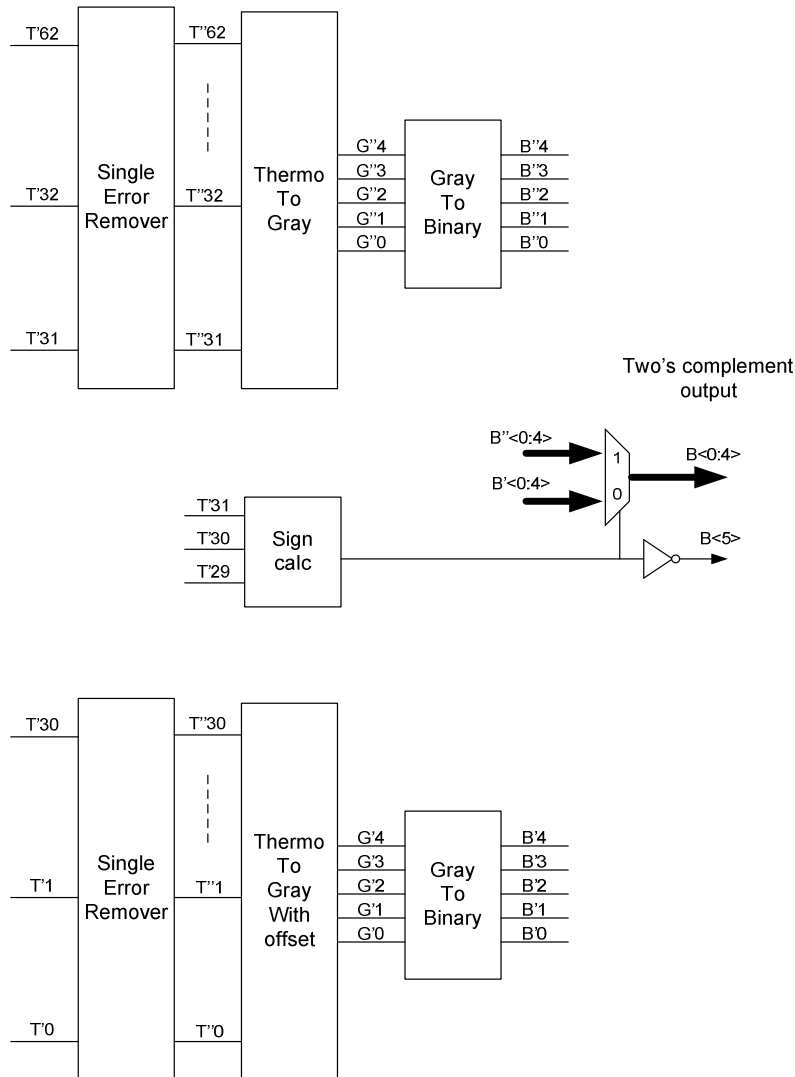 T'62
T''62
Single
Error
Remover
Thermo
To
Gray
T'32
T''32
T'31
T''31
G''4
G''3
G''2
G''1
G''0
Gray
To
Binary
B''4
B''3
B''2
B''1
B''0
Two's complement
output
B''<0:4>
B'<0:4>
1
0
B<0:4>
T'31
T'30
T'29
Sign
calc
B<5>
T'30
T''30
Single
Error
Remover
Thermo
To
Gray
With
offset
T'1
T''1
T'0
T''0
G'4
G'3
G'2
G'1
G'0
Gray
To
Binary
B'4
B'3
B'2
B'1
B'0